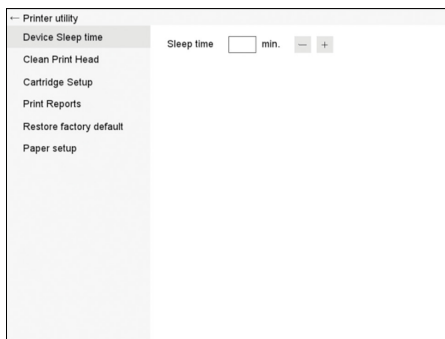 ← Printer utility
Device Sleep time
Sleep time min. — +
Clean Print Head
Cartridge Setup
Print Reports
Restore factory default
Paper setup